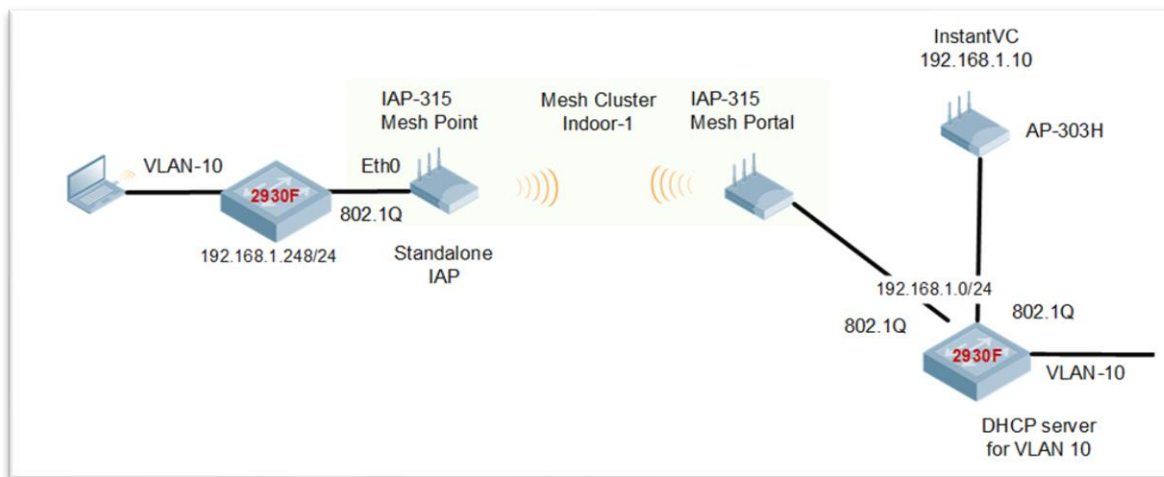 InstantVC
192.168.1.10
AP-303H
IAP-315
Mesh Point
Mesh Cluster
Indoor-1
IAP-315
Mesh Portal
VLAN-10
2930F
Eth0
802.1Q
192.168.1.248/24
Standalone
IAP
192.168.1.0/24
802.1Q
802.1Q
2930F
VLAN-10
DHCP server
for VLAN 10